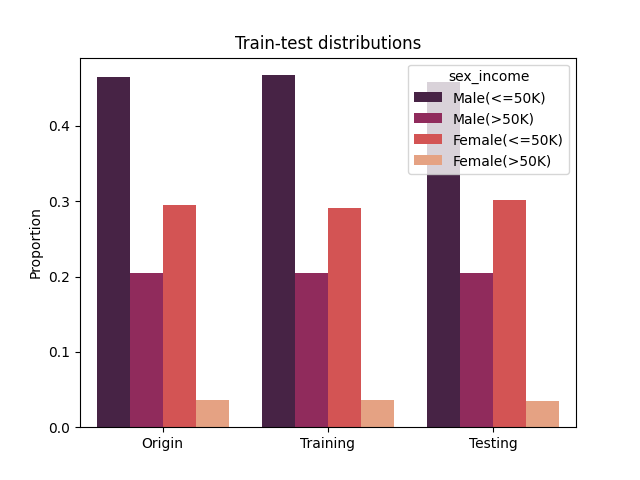 Train-test distributions
sex_income
Male(<=50K)
Male(>50K)
Female(<=50K)
Female(>50K)
Proportion
0.4
0.3
0.2
0.1
0.0
Origin
Training
Testing